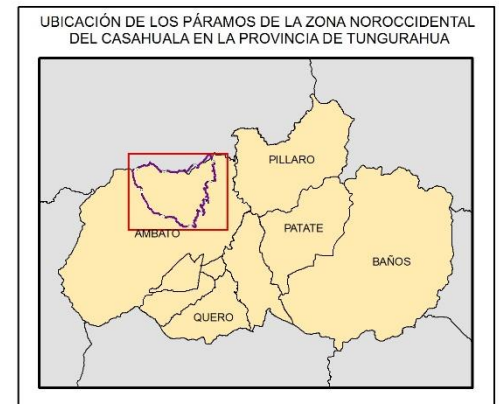 UBICACIÓN DE LOS PÁRAMOS DE LA ZONA NOROCCIDENTAL
DEL CASAHUALA EN LA PROVINCIA DE TUNGURAHUA
PILLARO
AMBATO
PATATE
BAÑOS
QUERO